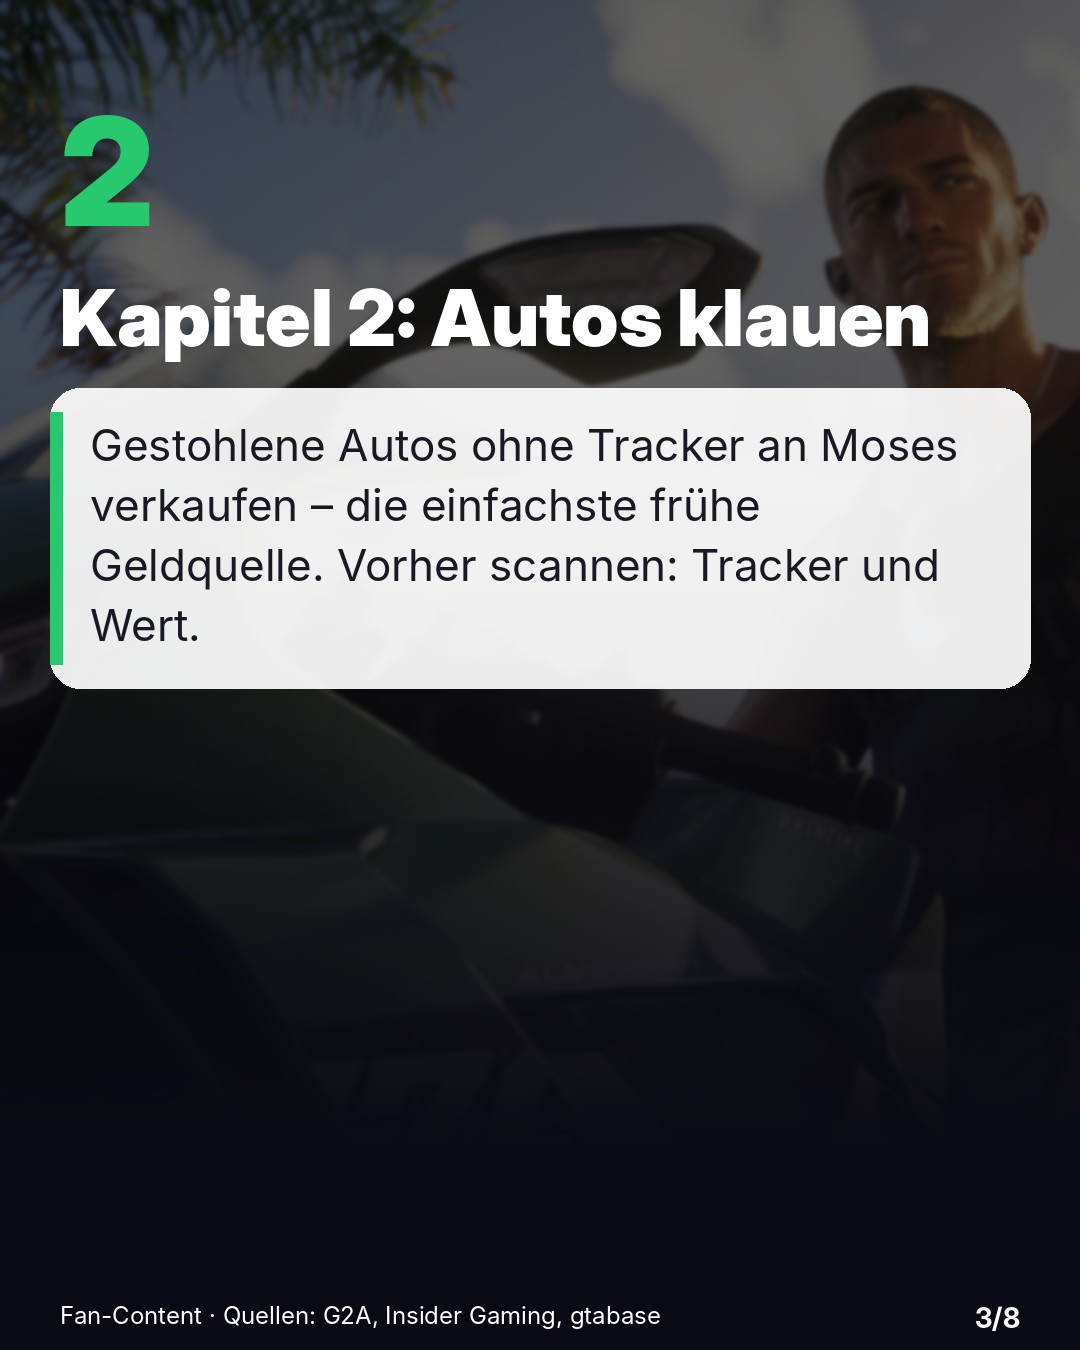 2
Kapitel 2: Autos klauen
Gestohlene Autos ohne Tracker an Moses
verkaufen – die einfachste frühe
Geldquelle. Vorher scannen: Tracker und
Wert.
Fan-Content · Quellen: G2A, Insider Gaming, gtabase
3/8